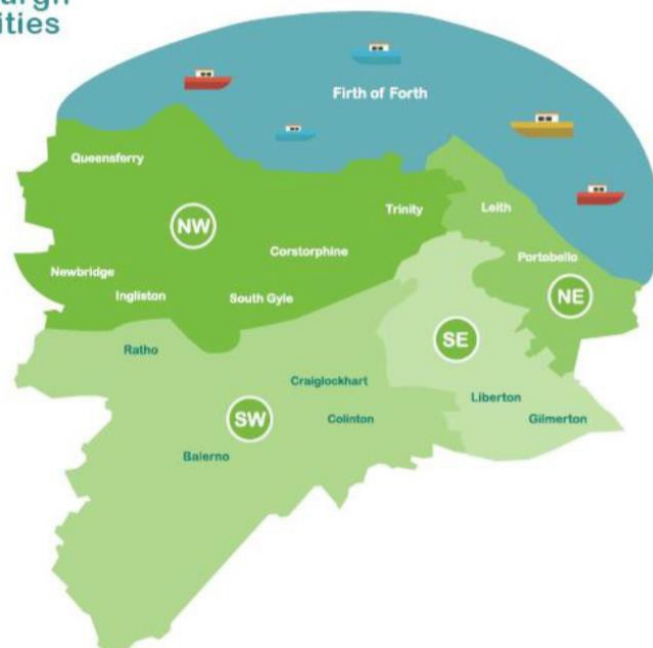 ities
Firth of Forth
Queensferry
Trinity
Leith
NW
Corstorphine
Portobello
Newbridge
Ingliston
South Gyle
NE
SE
Ratho
Craiglockhart
Liberton
SW
Colinton
Gilmerton
Balerno